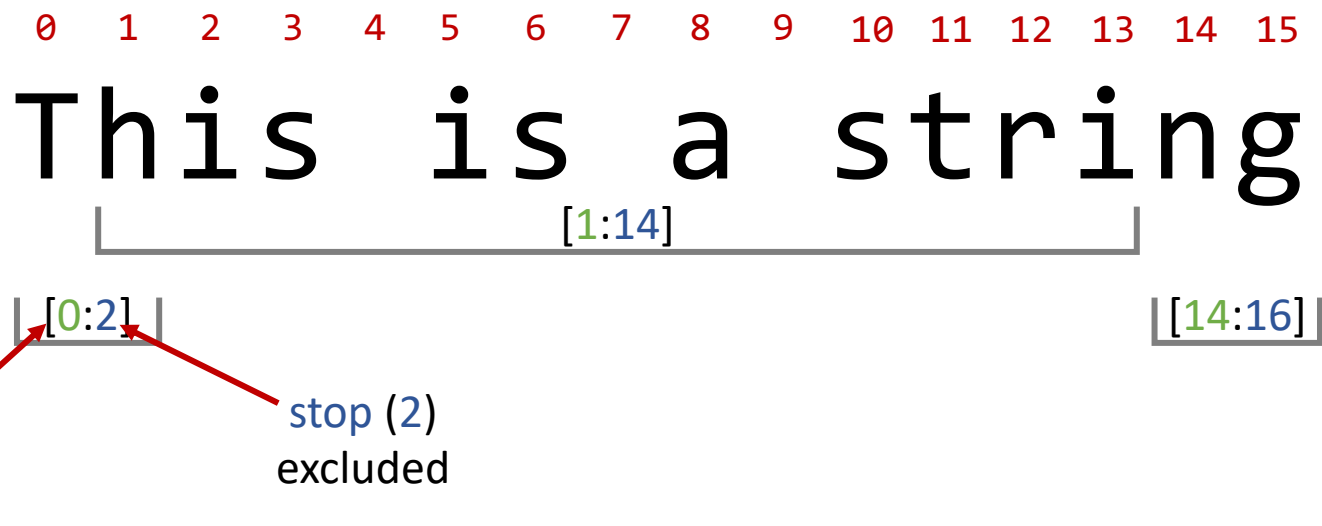 0 1 2 3 4 5 6 7 8 9 10 11 12 13 14 15
This is a string
[1:14]
[0:2] [14:16]
stop (2)
excluded